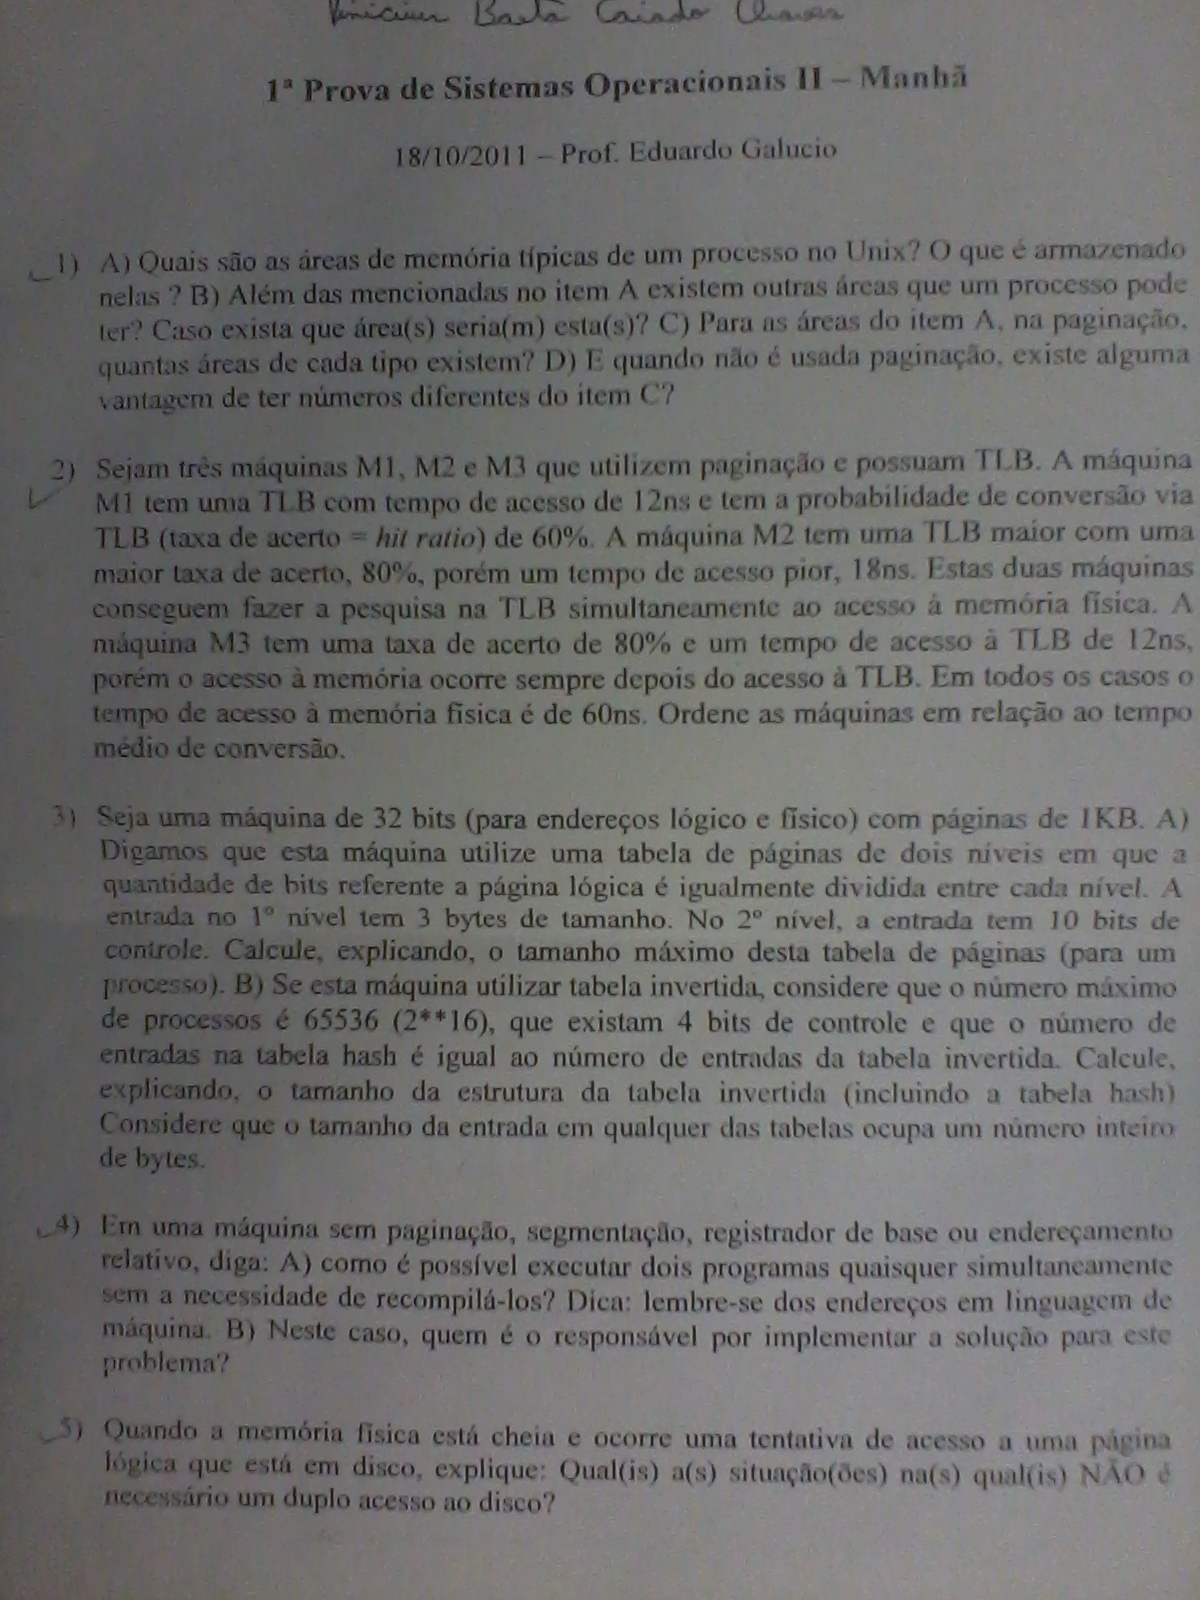 Vinicius Baeta Caiado Chaves
1ª Prova de Sistemas Operacionais II – Manhã
18/10/2011 – Prof. Eduardo Galucio
1) A) Quais são as áreas de memória típicas de um processo no Unix? O que é armazenado
nelas ? B) Além das mencionadas no item A existem outras áreas que um processo pode
ter? Caso exista que área(s) seria(m) esta(s)? C) Para as áreas do item A, na paginação,
quantas áreas de cada tipo existem? D) E quando não é usada paginação, existe alguma
vantagem de ter números diferentes do item C?
2) Sejam três máquinas M1, M2 e M3 que utilizem paginação e possuam TLB. A máquina
M1 tem uma TLB com tempo de acesso de 12ns e tem a probabilidade de conversão via
TLB (taxa de acerto = hit ratio) de 60%. A máquina M2 tem uma TLB maior com uma
maior taxa de acerto, 80%, porém um tempo de acesso pior, 18ns. Estas duas máquinas
conseguem fazer a pesquisa na TLB simultaneamente ao acesso à memória física. A
máquina M3 tem uma taxa de acerto de 80% e um tempo de acesso à TLB de 12ns,
porém o acesso à memória ocorre sempre depois do acesso à TLB. Em todos os casos o
tempo de acesso à memória física é de 60ns. Ordene as máquinas em relação ao tempo
médio de conversão.
3) Seja uma máquina de 32 bits (para endereços lógico e físico) com páginas de 1KB. A)
Digamos que esta máquina utilize uma tabela de páginas de dois níveis em que a
quantidade de bits referente a página lógica é igualmente dividida entre cada nível. A
entrada no 1º nível tem 3 bytes de tamanho. No 2º nível, a entrada tem 10 bits de
controle. Calcule, explicando, o tamanho máximo desta tabela de páginas (para um
processo). B) Se esta máquina utilizar tabela invertida, considere que o número máximo
de processos é 65536 (2**16), que existam 4 bits de controle e que o número de
entradas na tabela hash é igual ao número de entradas da tabela invertida. Calcule,
explicando, o tamanho da estrutura da tabela invertida (incluindo a tabela hash)
Considere que o tamanho da entrada em qualquer das tabelas ocupa um número inteiro
de bytes.
4) Em uma máquina sem paginação, segmentação, registrador de base ou endereçamento
relativo, diga: A) como é possível executar dois programas quaisquer simultaneamente
sem a necessidade de recompilá-los? Dica: lembre-se dos endereços em linguagem de
máquina. B) Neste caso, quem é o responsável por implementar a solução para este
problema?
5) Quando a memória física está cheia e ocorre uma tentativa de acesso a uma página
lógica que está em disco, explique: Qual(is) a(s) situação(ões) na(s) qual(is) NÃO é
necessário um duplo acesso ao disco?